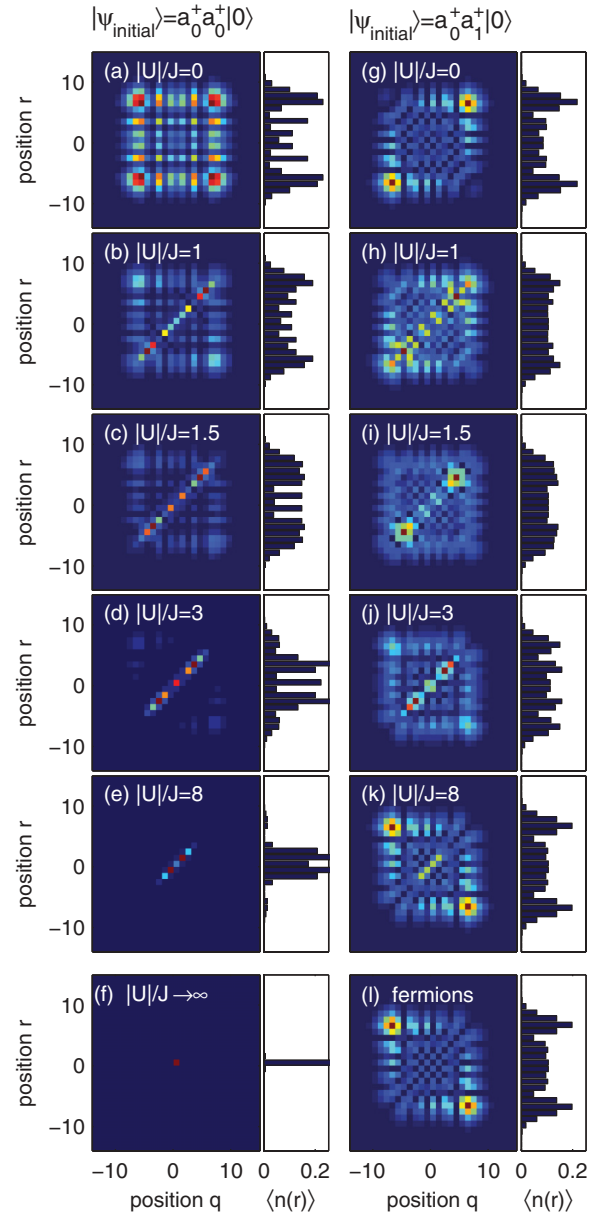 |ψinitial⟩=a0+a0+|0⟩ |ψinitial⟩=a0+a1+|0⟩
(a) |U|/J=0
(g) |U|/J=0
position r
10
0
−10
(b) |U|/J=1
(h) |U|/J=1
position r
10
0
−10
(c) |U|/J=1.5
(i) |U|/J=1.5
position r
10
0
−10
(d) |U|/J=3
(j) |U|/J=3
position r
10
0
−10
(e) |U|/J=8
(k) |U|/J=8
position r
10
0
−10
(f) |U|/J→∞
(l) fermions
position r
10
0
−10
−10 0 10 0 0.2 −10 0 10 0 0.2
position q ⟨n(r)⟩ position q ⟨n(r)⟩